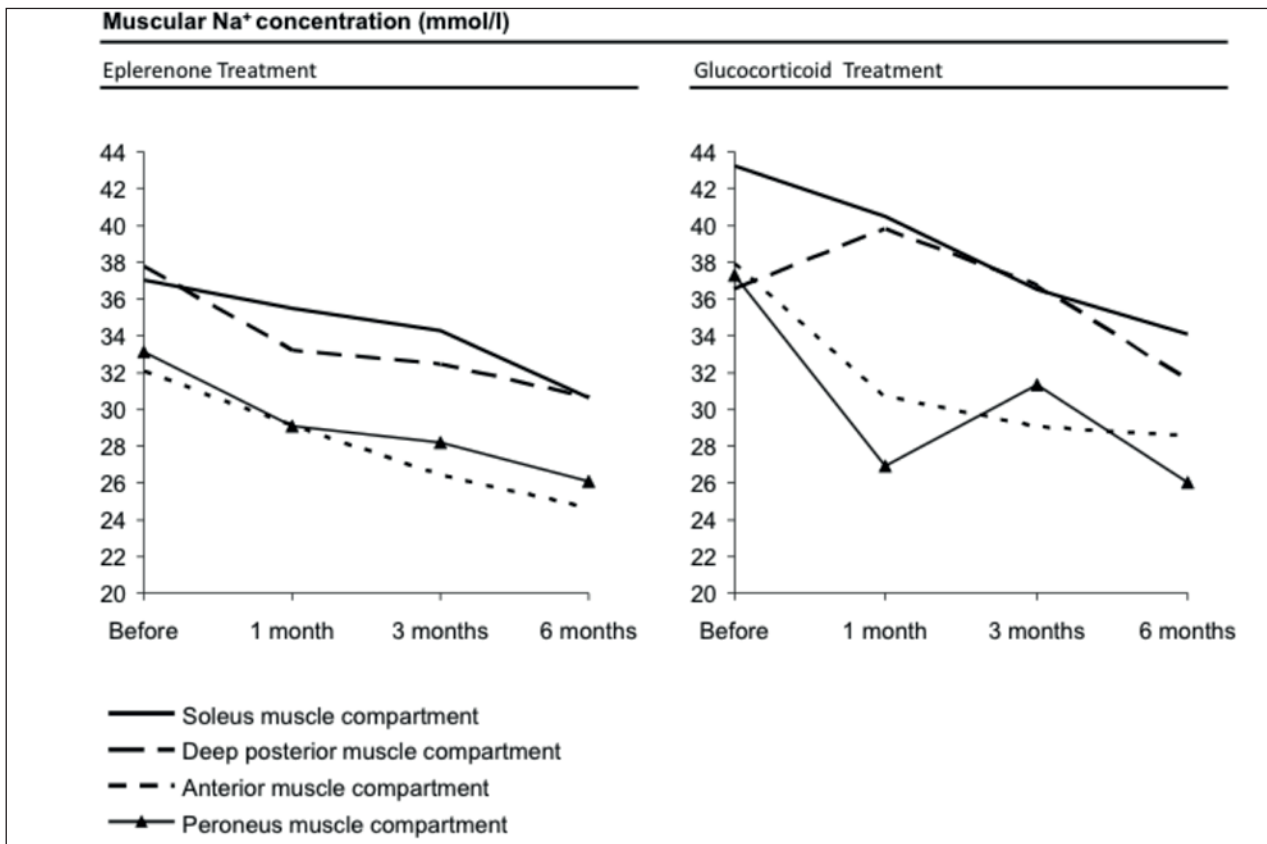 Muscular Na⁺ concentration (mmol/l)
Eplerenone Treatment
Glucocorticoid Treatment
44
42
40
38
36
34
32
30
28
26
24
22
20
Before 1 month 3 months 6 months
44
42
40
38
36
34
32
30
28
26
24
22
20
Before 1 month 3 months 6 months
Soleus muscle compartment
Deep posterior muscle compartment
Anterior muscle compartment
Peroneus muscle compartment